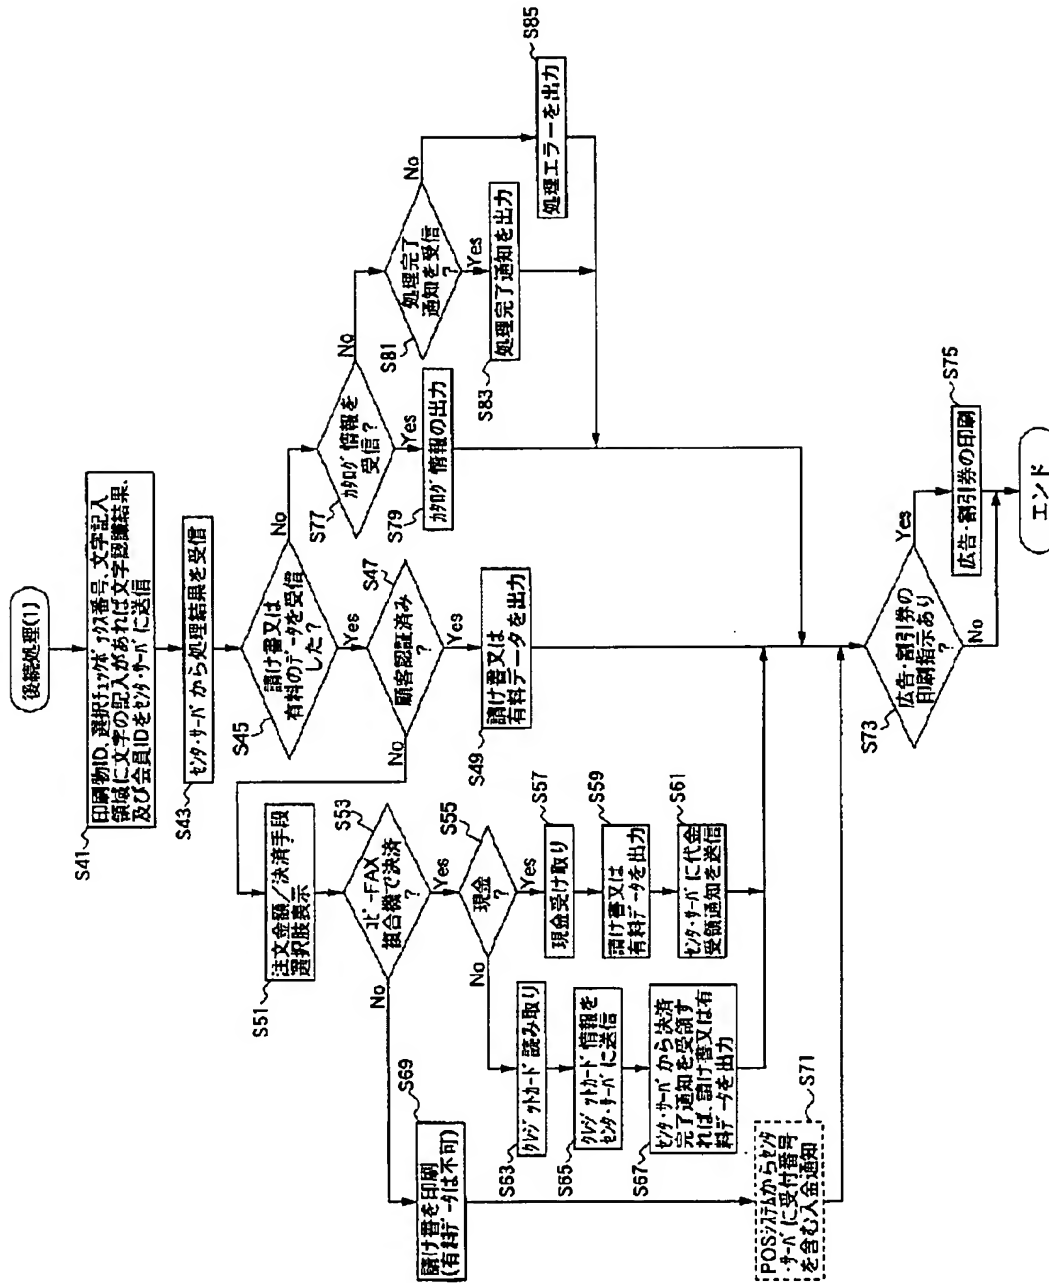 後続処理(1)
印刷物ID、選択チェックボックス番号、文字記入
領域に文字の記入があれば文字認識結果、
及び会員IDをセンタ・サーバに送信
S41
センタ・サーバから処理結果を受信
S43
請け書又は
有料のデータを受信
した?
S45
No
Yes
カタログ情報を
受信?
S77
No
Yes
カタログ情報の出力
S79
処理完了
通知を受信
?
S81
No
Yes
処理完了通知を出力
S83
処理エラーを出力
S85
顧客認証済み
?
S47
No
Yes
請け書又は
有料データを出力
S49
注文金額/決済手段
選択肢表示
S51
コピーFAX
複合機で決済
?
S53
No
Yes
現金
?
S55
No
Yes
現金受け取り
S57
請け書又は
有料データを出力
S59
センタ・サーバに代金
受領通知を送信
S61
クレジットカード読み取り
S63
クレジットカード情報を
センタ・サーバに送信
S65
センタ・サーバから決済
完了通知を受領す
れば、請け書又は有
料データを出力
S67
請け書を印刷
(有料データは不可)
S69
POSシステムからセンタ
・サーバに受付番号
を含む入金通知
S71
広告・割引券の
印刷指示あり
?
S73
Yes
No
広告・割引券の印刷
S75
エンド